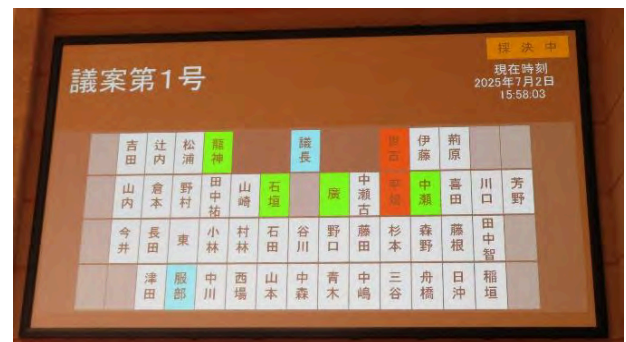 採決中
議案第1号
現在時刻
2025年7月2日
15:58:03
吉田 辻内 松浦 龍神 議長 世古 伊藤 荊原
山内 倉本 野村 田中祐 山崎 石垣 廣 中瀬古 中瀬 喜田 川口 芳野
今井 長田 東 小林 村林 石田 谷川 野口 藤田 杉本 森野 藤根 田中智
津田 服部 中川 西場 山本 中森 青木 中嶋 三谷 舟橋 日沖 稲垣